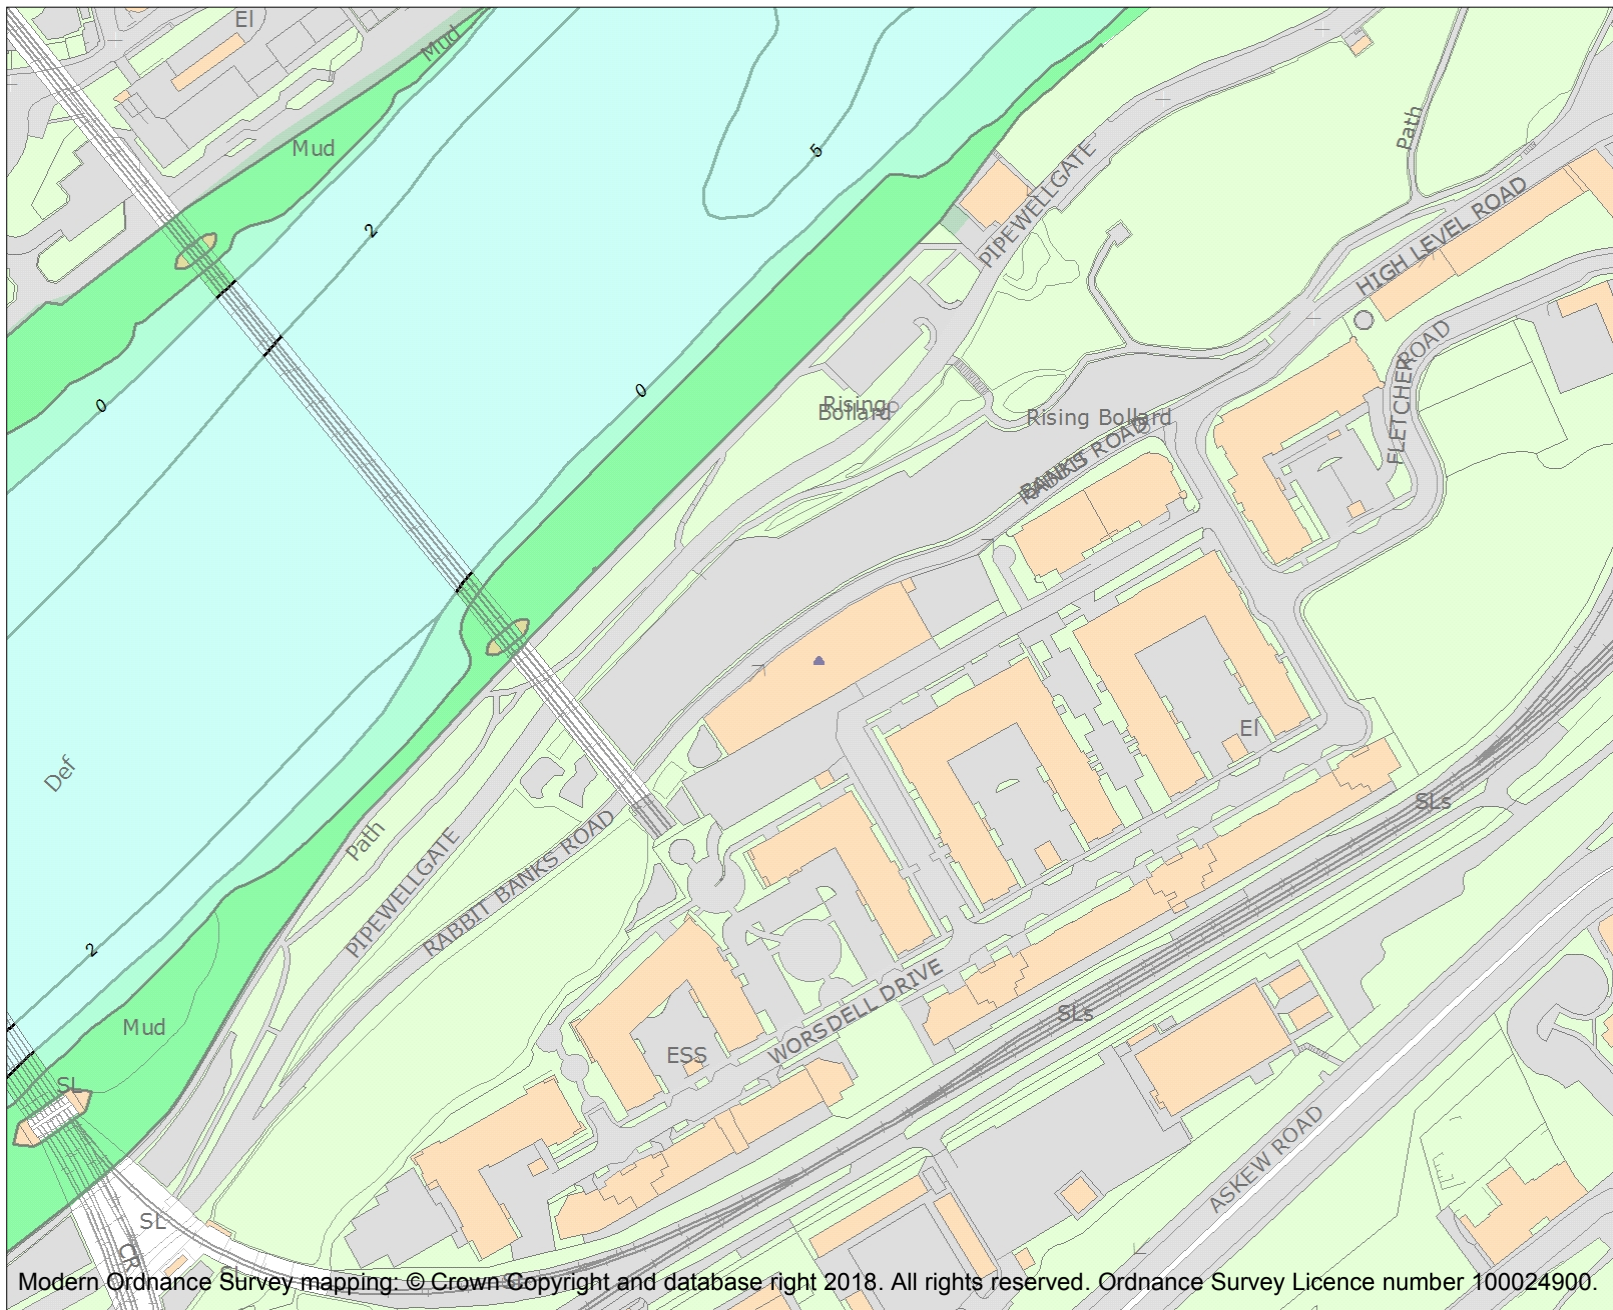 El
Mud
Mud
5
Path
PIPEWELLGATE
HIGH LEVEL ROAD
2
FLETCHER ROAD
0
0
Rising
Bollard
Rising Bollard
BANKS ROAD
El
Def
SLs
Path
PIPEWELLGATE
RABBIT BANKS ROAD
2
WORSDELL DRIVE
SLs
Mud
ESS
SL
ASKEW ROAD
SL
CR
Modern Ordnance Survey mapping: © Crown Copyright and database right 2018. All rights reserved. Ordnance Survey Licence number 100024900.